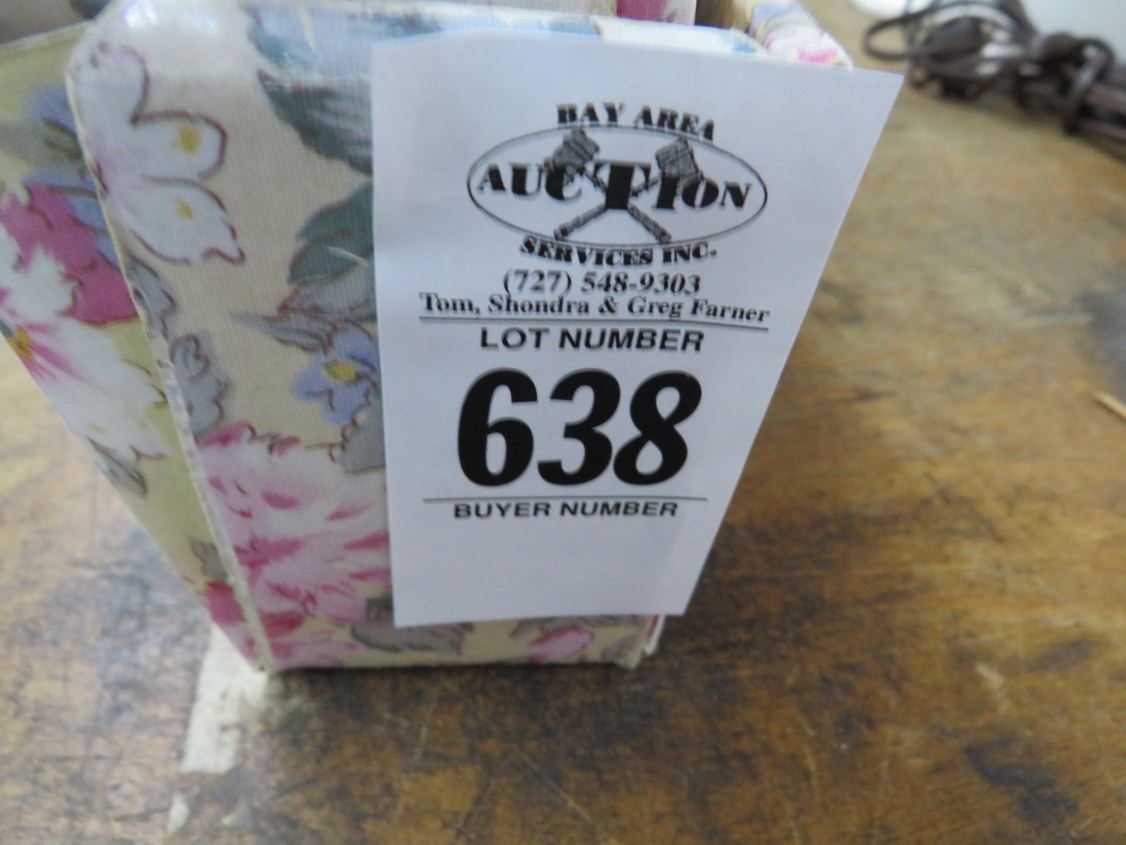 BAY AREA
AUCTION
SERVICES INC.
(727) 548-9303
Tom, Shondra & Greg Farner
LOT NUMBER
638
BUYER NUMBER